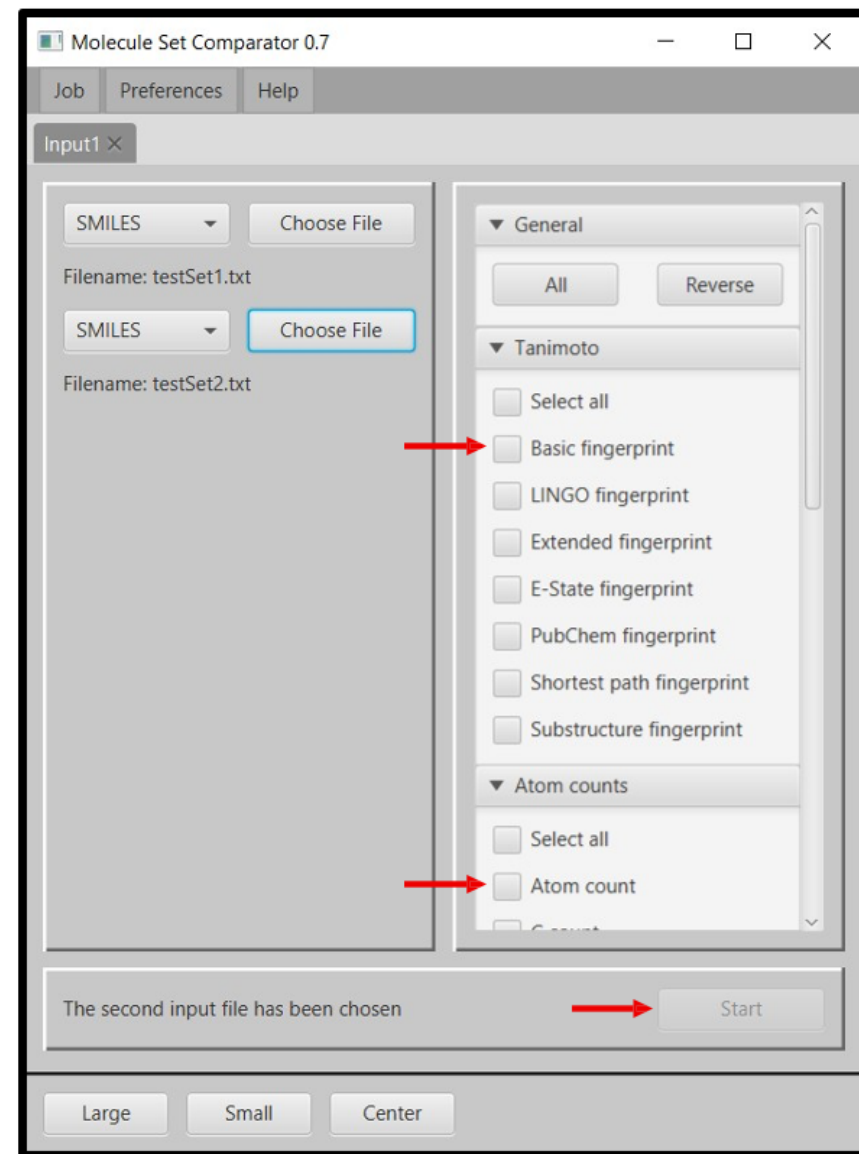 Molecule Set Comparator 0.7
Job Preferences Help
Input1
SMILES Choose File
Filename: testSet1.txt
SMILES Choose File
Filename: testSet2.txt
General
All Reverse
Tanimoto
Select all
Basic fingerprint
LINGO fingerprint
Extended fingerprint
E-State fingerprint
PubChem fingerprint
Shortest path fingerprint
Substructure fingerprint
Atom counts
Select all
Atom count
The second input file has been chosen Start
Large Small Center